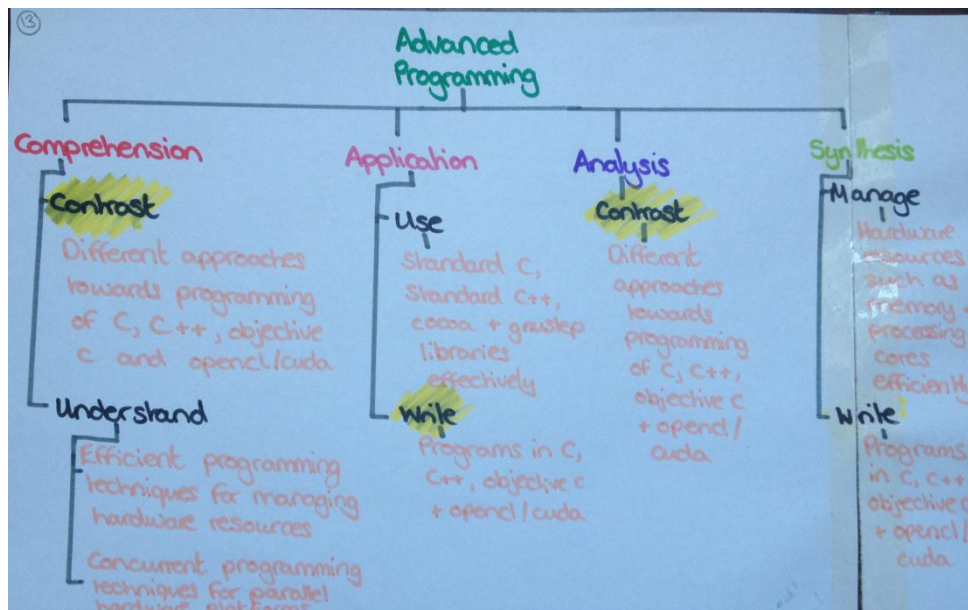 13
Advanced
Programming
Comprehension
Contrast
Different approaches
towards programming
of C, C++, objective
c and opencl/cuda
Understand
Efficient programming
techniques for managing
hardware resources
Concurrent programming
techniques for parallel
hardware platforms
Application
Use
Standard C,
Standard C++,
cocoa + gnustep
libraries
effectively
Write
Programs in C,
C++, objective c
+ opencl/cuda
Analysis
Contrast
Different
approaches
towards
programming
of C, C++,
objective c
+ opencl/
cuda
Synthesis
Manage
Hardware
resources
such as
memory +
processing
cores
efficiently
Write
Programs
in C, C++
objective c
+ opencl/
cuda